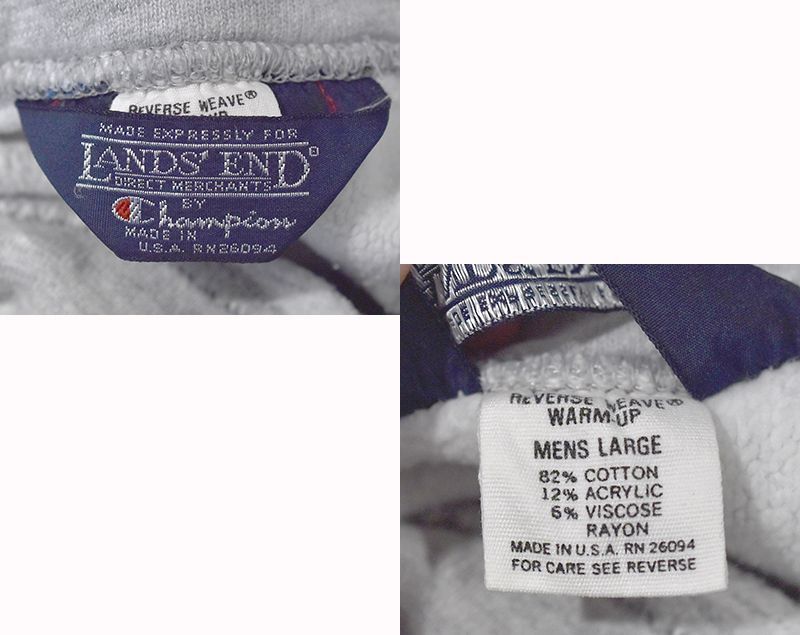 REVERSE WEAVE®
MADE EXPRESSLY FOR
LANDS' END®
DIRECT MERCHANTS
BY
Champion
MADE IN
U.S.A. RN26094
REVERSE WEAVE®
WARM-UP
MENS LARGE
82% COTTON
12% ACRYLIC
6% VISCOSE
RAYON
MADE IN U.S.A. RN 26094
FOR CARE SEE REVERSE